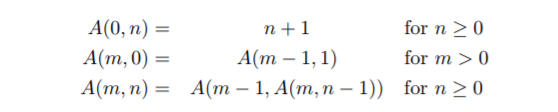 A(0, n) = n + 1 for n ≥ 0
A(m, 0) = A(m − 1, 1) for m > 0
A(m, n) = A(m − 1, A(m, n − 1)) for n ≥ 0